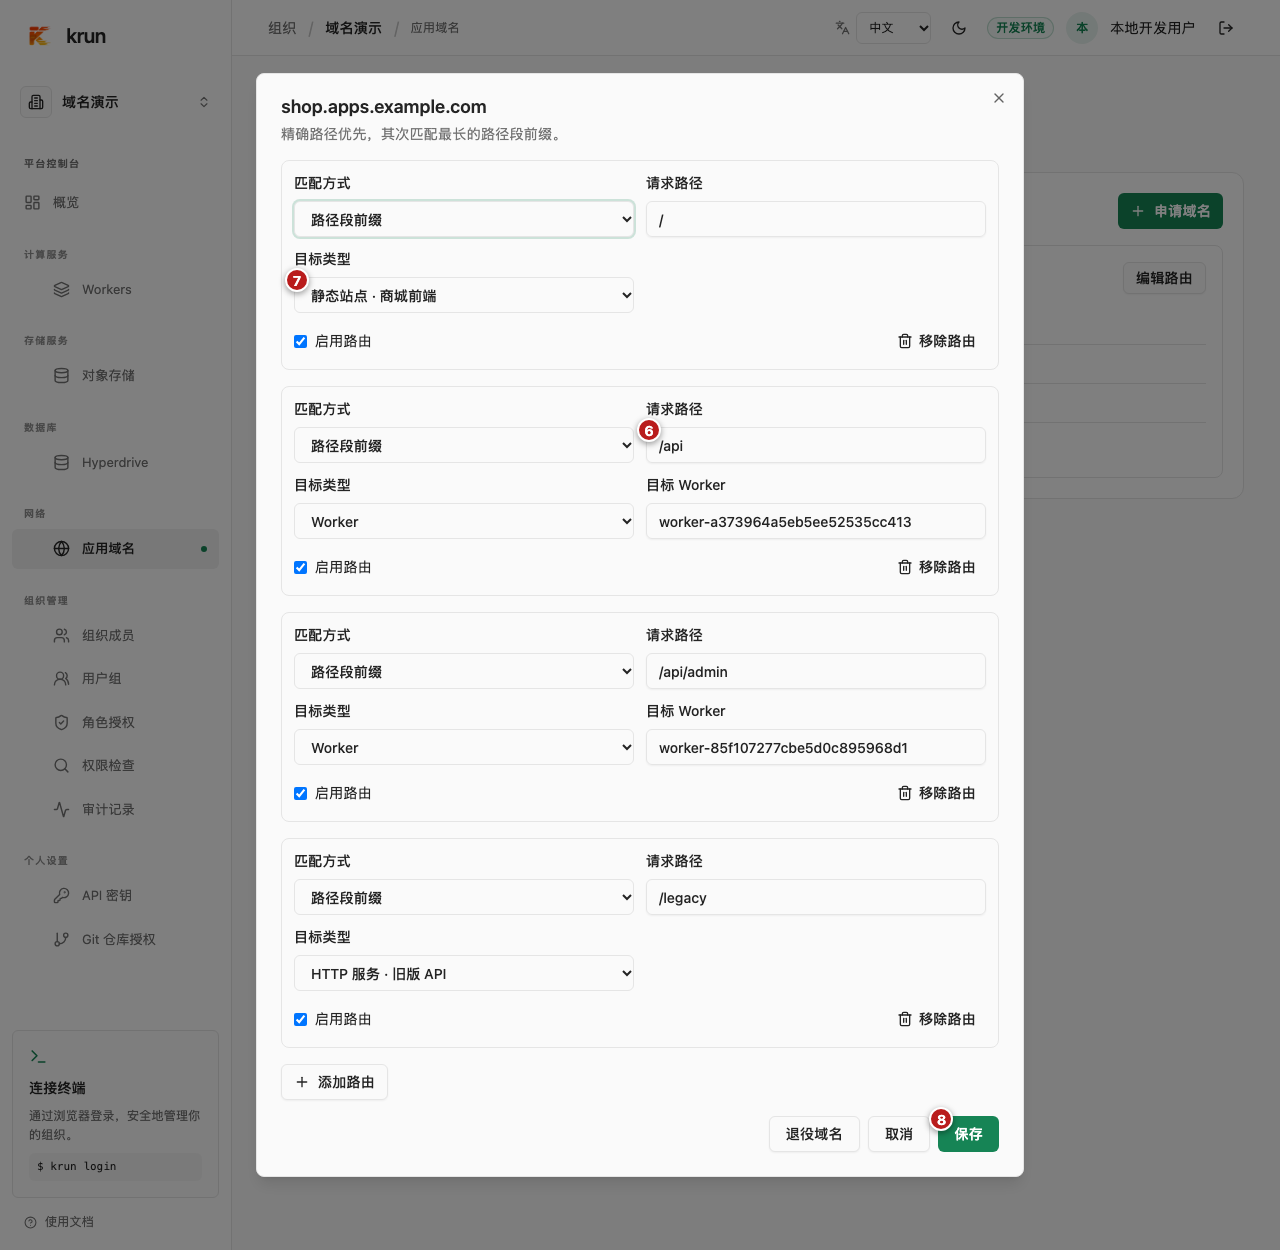 krun
域名演示
平台控制台
概览
计算服务
Workers
存储服务
对象存储
数据库
Hyperdrive
网络
应用域名
组织管理
组织成员
用户组
角色授权
权限检查
审计记录
个人设置
API 密钥
Git 仓库授权
>_
连接终端
通过浏览器登录，安全地管理你
的组织。
$ krun login
使用文档
组织 / 域名演示 / 应用域名
中文
开发环境
本
本地开发用户
申请域名
编辑路由
shop.apps.example.com
精确路径优先，其次匹配最长的路径段前缀。
匹配方式 请求路径
路径段前缀 /
目标类型
7
静态站点 · 商城前端
启用路由 移除路由
匹配方式 请求路径
6
路径段前缀 /api
目标类型 目标 Worker
Worker worker-a373964a5eb5ee52535cc413
启用路由 移除路由
匹配方式 请求路径
路径段前缀 /api/admin
目标类型 目标 Worker
Worker worker-85f107277cbe5d0c895968d1
启用路由 移除路由
匹配方式 请求路径
路径段前缀 /legacy
目标类型
HTTP 服务 · 旧版 API
启用路由 移除路由
+ 添加路由
8
退役域名 取消 保存